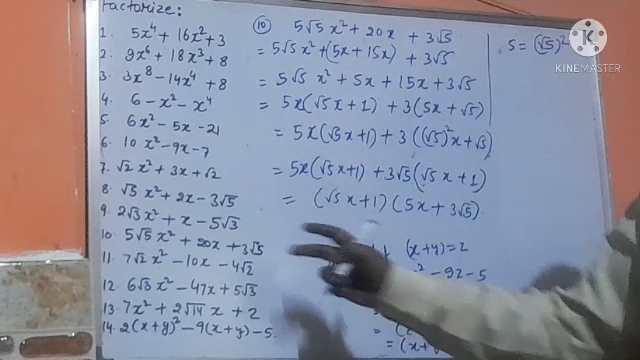 Factorize:
1. 5x⁴ + 16x² + 3
2. 9x⁶ + 18x³ + 8
3. 3x⁸ - 14x⁴ + 8
4. 6 - x² - x⁴
5. 6x² - 5x - 21
6. 10x² - 9x - 7
7. √2 x² + 3x + √2
8. √3 x² + 2x - 3√3
9. 2√3 x² + x - 5√3
10. 5√5 x² + 20x + 3√5
11. 7√2 x² - 10x - 4√2
12. 6√3 x² - 47x + 5√3
13. 7x² + 2√14 x + 2
14. 2(x+y)² - 9(x+y) - 5
(10) 5√5 x² + 20x + 3√5
= 5√5 x² + (5x + 15x) + 3√5
= 5√5 x² + 5x + 15x + 3√5
= 5x(√5x+1) + 3(5x+√5)
= 5x(√5x+1) + 3((√5)²x+√5)
= 5x(√5x+1) + 3√5(√5x+1)
= (√5x+1) (5x+3√5)
(x+y) = z
- 9z - 5
=
= (x+
5 = (√5)²
KINEMASTER